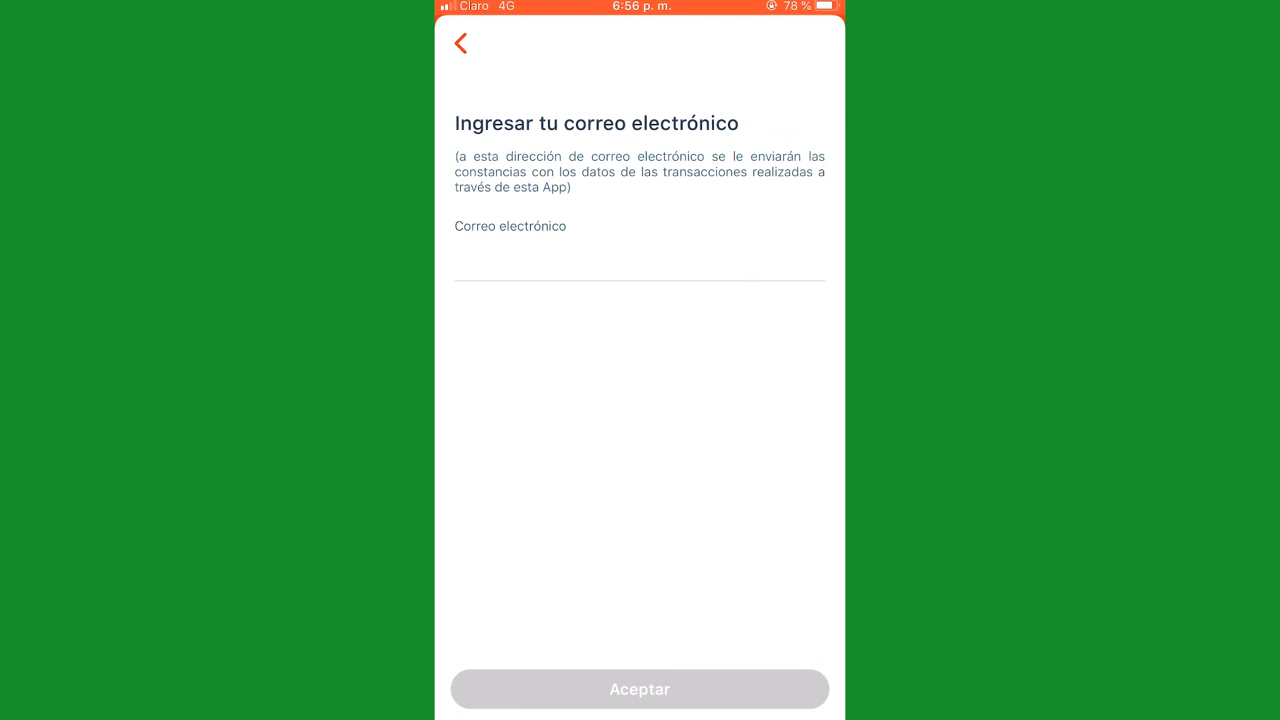 Claro 4G 6:56 p. m. 78 %
Ingresar tu correo electrónico
(a esta dirección de correo electrónico se le enviarán las
constancias con los datos de las transacciones realizadas a
través de esta App)
Correo electrónico
Aceptar